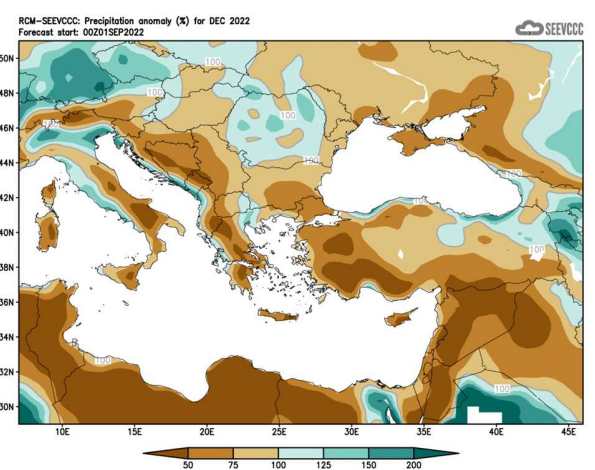 RCM-SEEVCCC: Precipitation anomaly (%) for DEC 2022
Forecast start: 00Z01SEP2022
SEEVCCC
50N
48N
46N
44N
42N
40N
38N
36N
34N
32N
30N
100
100
100
100
100
100
100
100
10E 15E 20E 25E 30E 35E 40E 45E
50 75 100 125 150 200